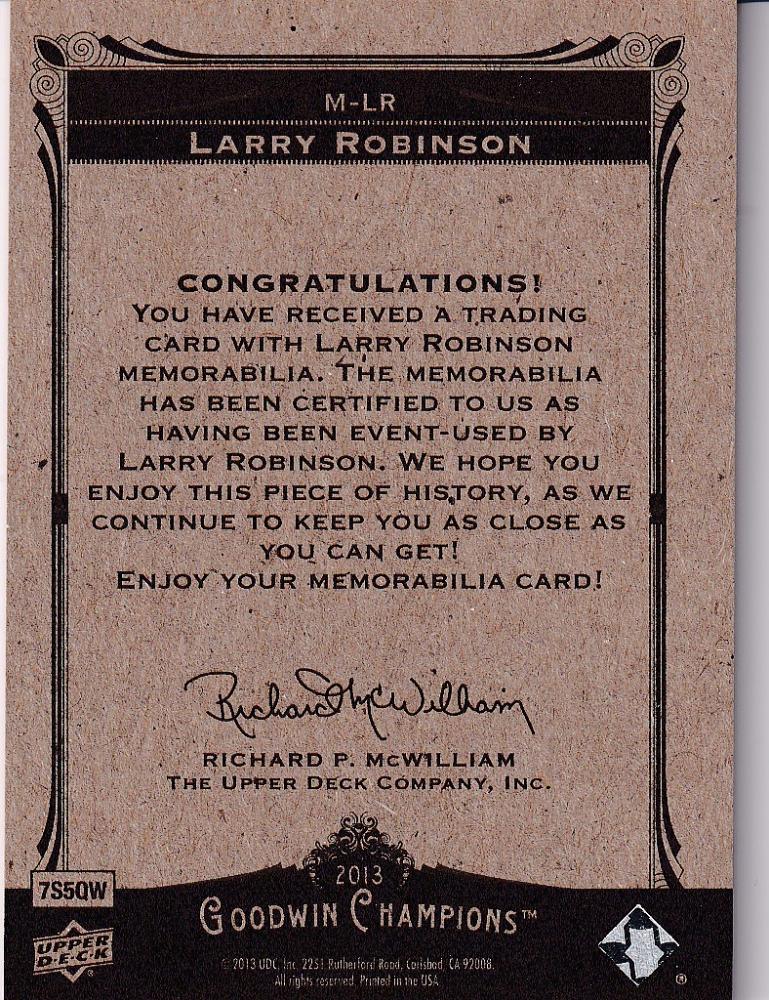 M-LR
LARRY ROBINSON
CONGRATULATIONS!
YOU HAVE RECEIVED A TRADING
CARD WITH LARRY ROBINSON
MEMORABILIA. THE MEMORABILIA
HAS BEEN CERTIFIED TO US AS
HAVING BEEN EVENT-USED BY
LARRY ROBINSON. WE HOPE YOU
ENJOY THIS PIECE OF HISTORY, AS WE
CONTINUE TO KEEP YOU AS CLOSE AS
YOU CAN GET!
ENJOY YOUR MEMORABILIA CARD!
Richard McWilliam
RICHARD P. McWILLIAM
THE UPPER DECK COMPANY, INC.
2013
7S5QW
GOODWIN CHAMPIONS™
UPPER
D·E·C·K®
© 2013 UDC, Inc. 2251 Rutherford Road, Carlsbad, CA 92008.
All rights reserved. Printed in the USA
®